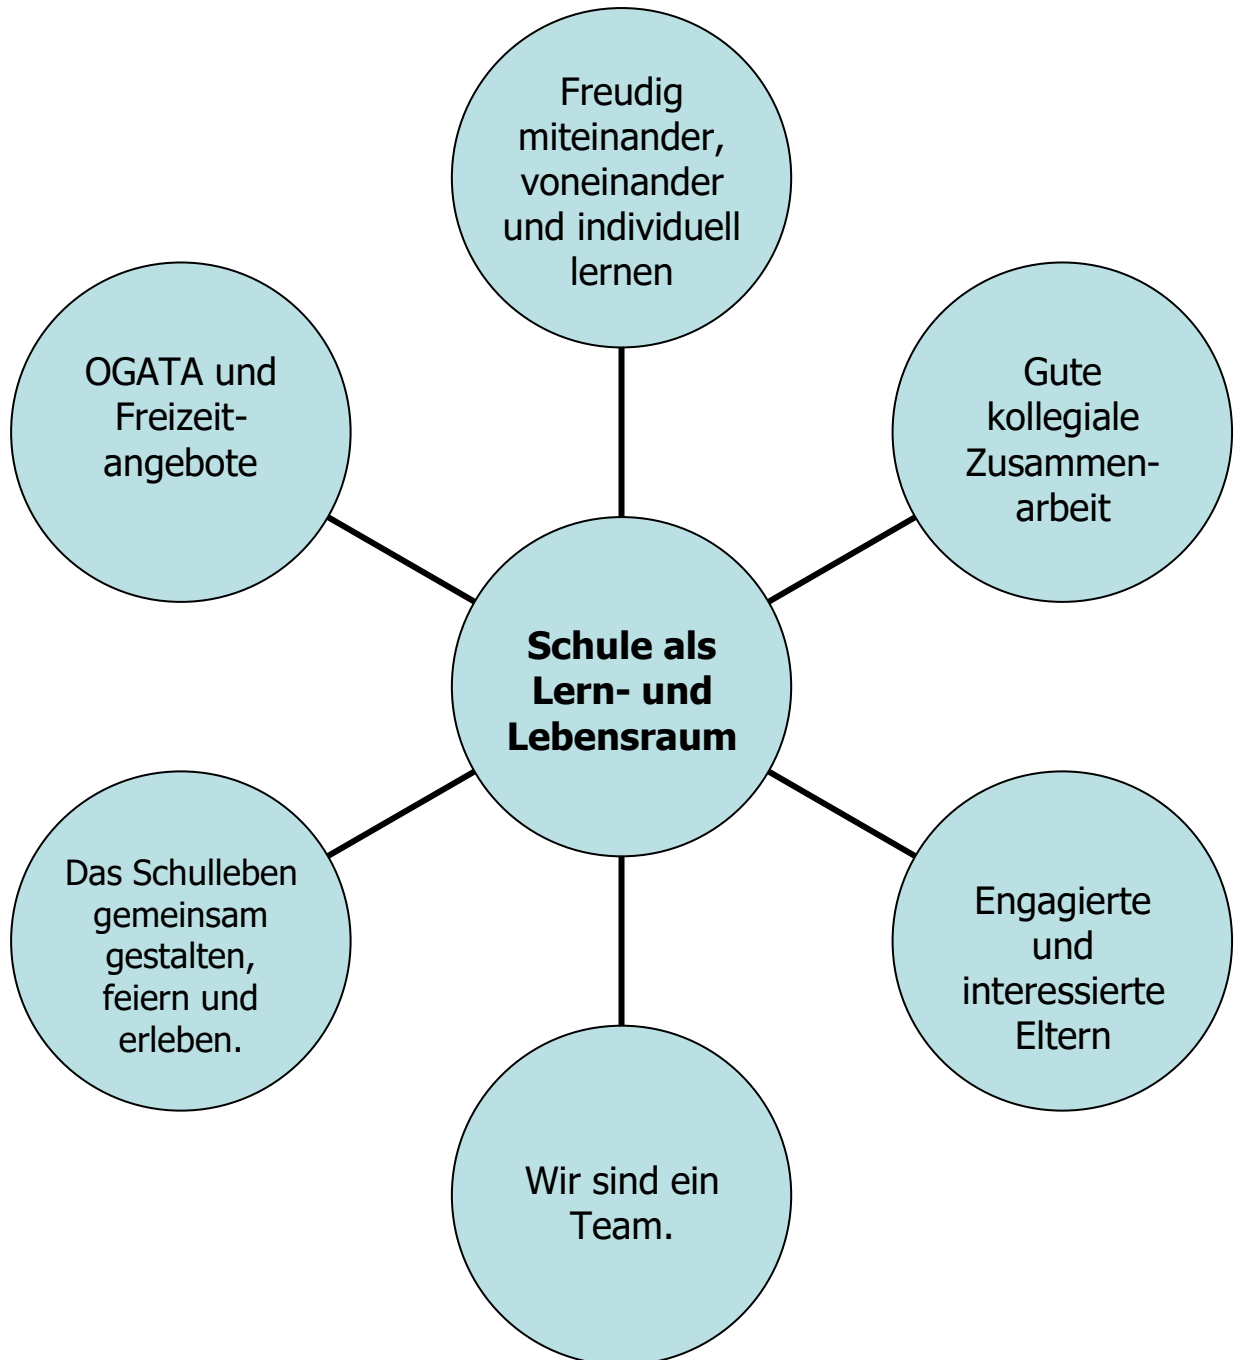 Freudig
miteinander,
voneinander
und individuell
lernen
OGATA und
Freizeit-
angebote
Gute
kollegiale
Zusammen-
arbeit
Schule als
Lern- und
Lebensraum
Das Schulleben
gemeinsam
gestalten,
feiern und
erleben.
Engagierte
und
interessierte
Eltern
Wir sind ein
Team.